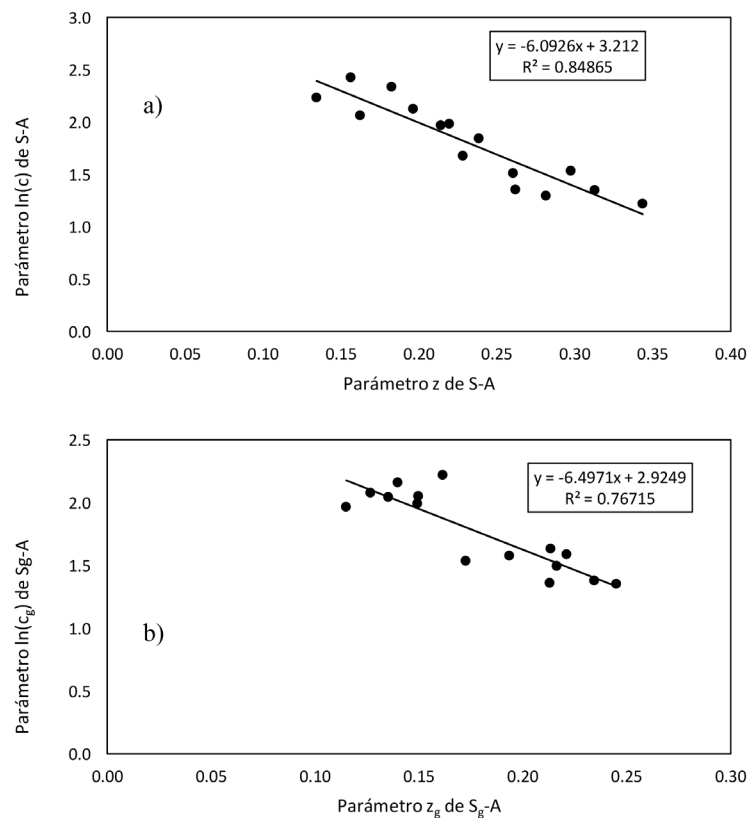 3.0
2.5
2.0
1.5
1.0
0.5
0.0
Parámetro ln(c) de S-A
a)
y = -6.0926x + 3.212
R² = 0.84865
0.00 0.05 0.10 0.15 0.20 0.25 0.30 0.35 0.40
Parámetro z de S-A
2.5
2.0
1.5
1.0
0.5
0.0
Parámetro ln(cg) de Sg-A
b)
y = -6.4971x + 2.9249
R² = 0.76715
0.00 0.05 0.10 0.15 0.20 0.25 0.30
Parámetro zg de Sg-A